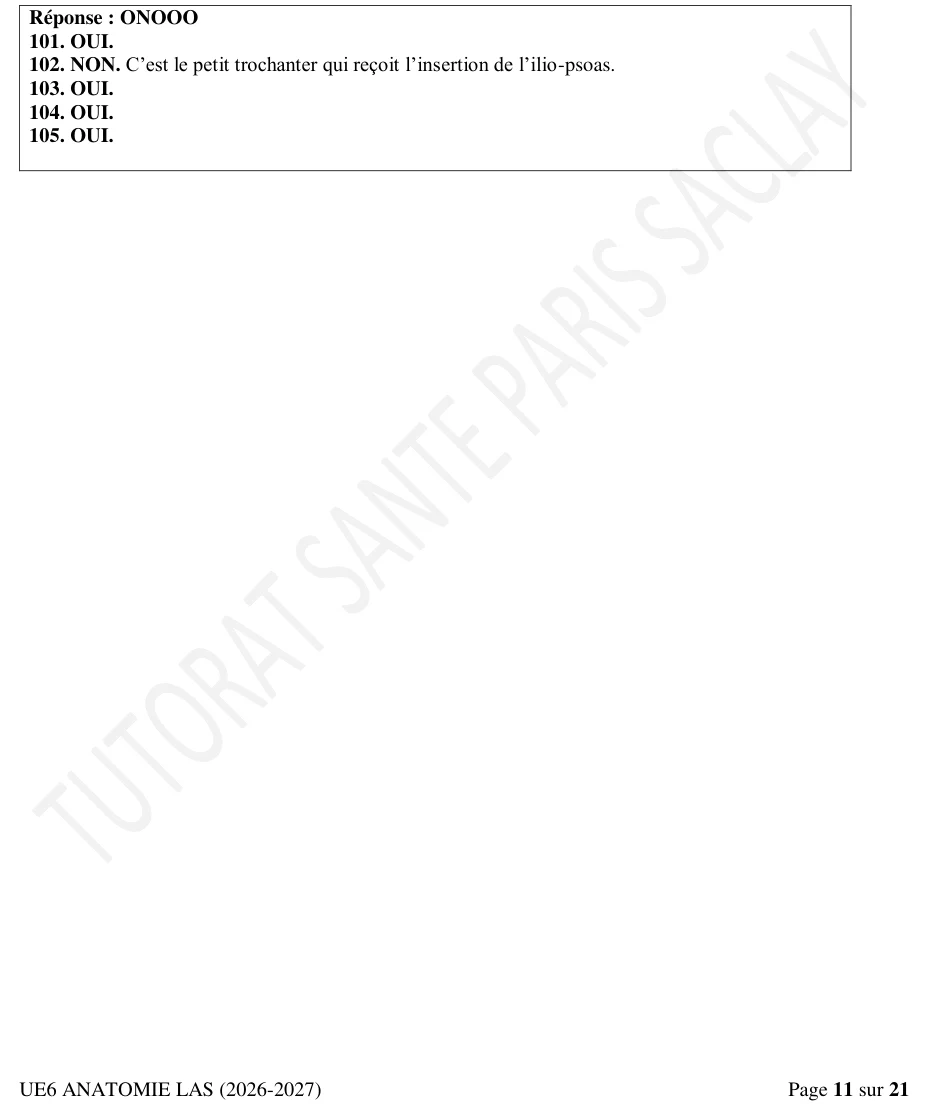 Réponse : ONOOO
101. OUI.
102. NON. C’est le petit trochanter qui reçoit l’insertion de l’ilio-psoas.
103. OUI.
104. OUI.
105. OUI.
TUTORAT SANTE PARIS SACLAY
UE6 ANATOMIE LAS (2026-2027)
Page 11 sur 21